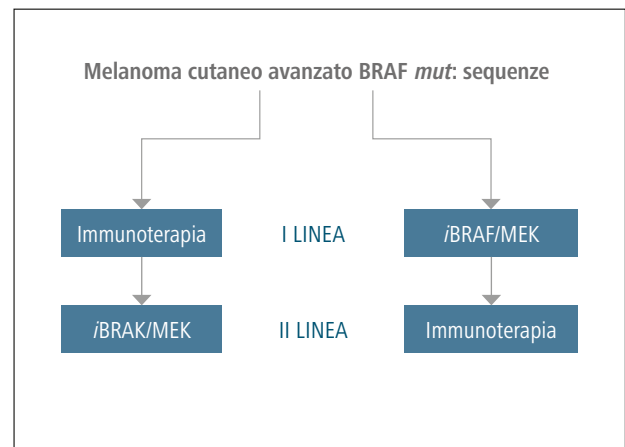 Melanoma cutaneo avanzato BRAF mut: sequenze
Immunoterapia
I LINEA
iBRAF/MEK
iBRAK/MEK
II LINEA
Immunoterapia